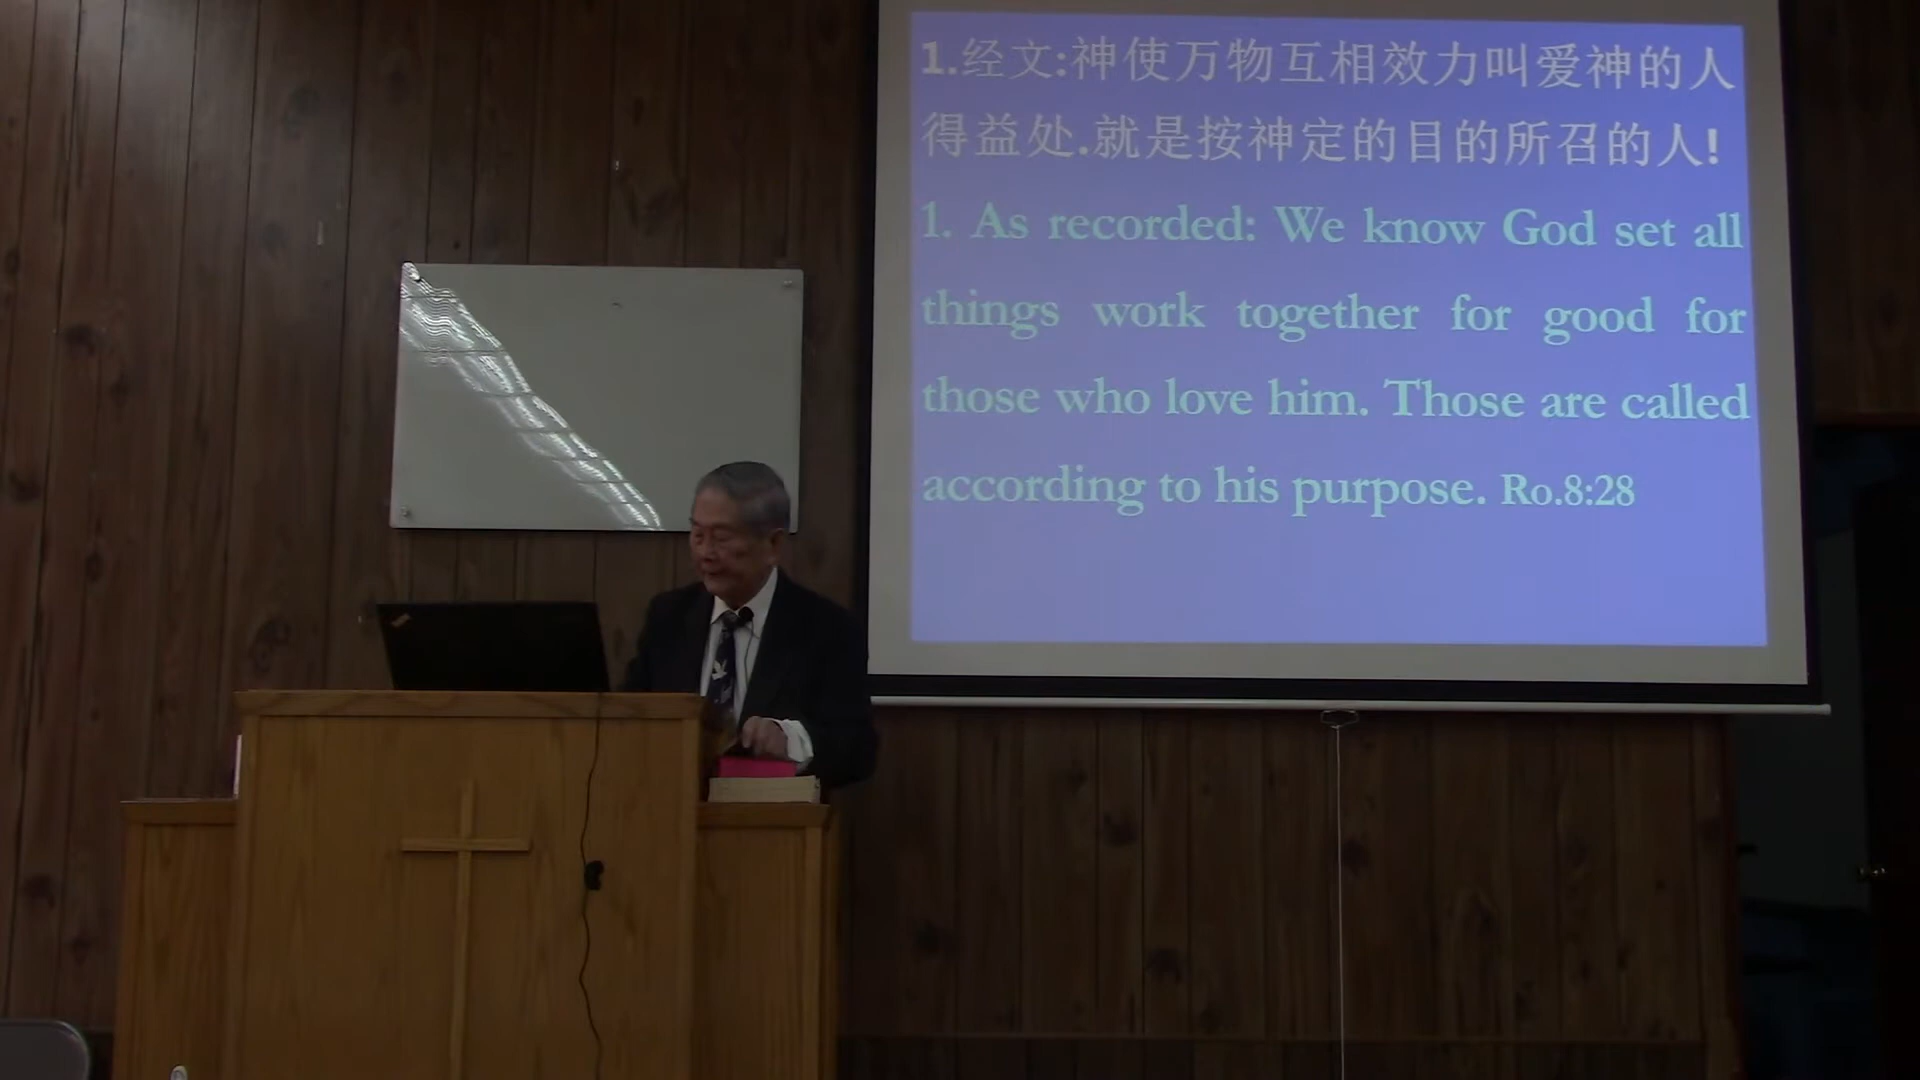 1.经文:神使万物互相效力叫爱神的人
得益处.就是按神定的目的所召的人!
1. As recorded: We know God set all
things work together for good for
those who love him. Those are called
according to his purpose. Ro.8:28